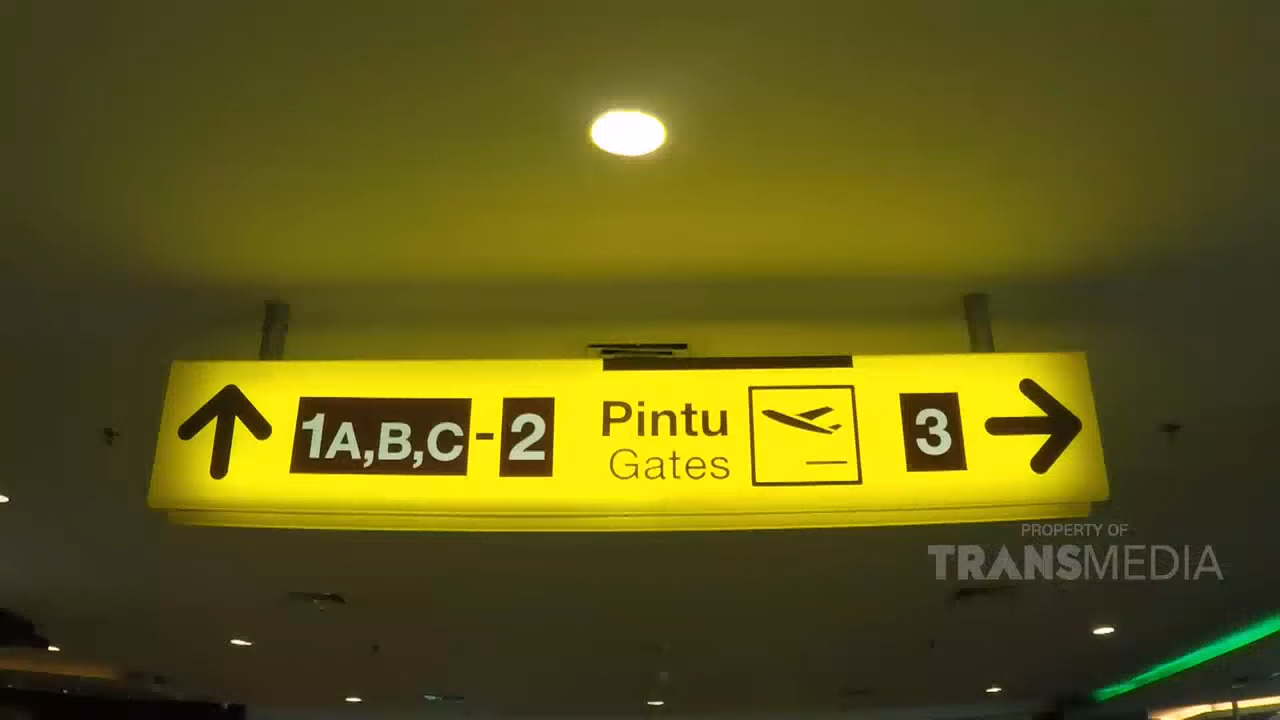 1A,B,C - 2 Pintu 3
Gates
PROPERTY OF
TRANSMEDIA